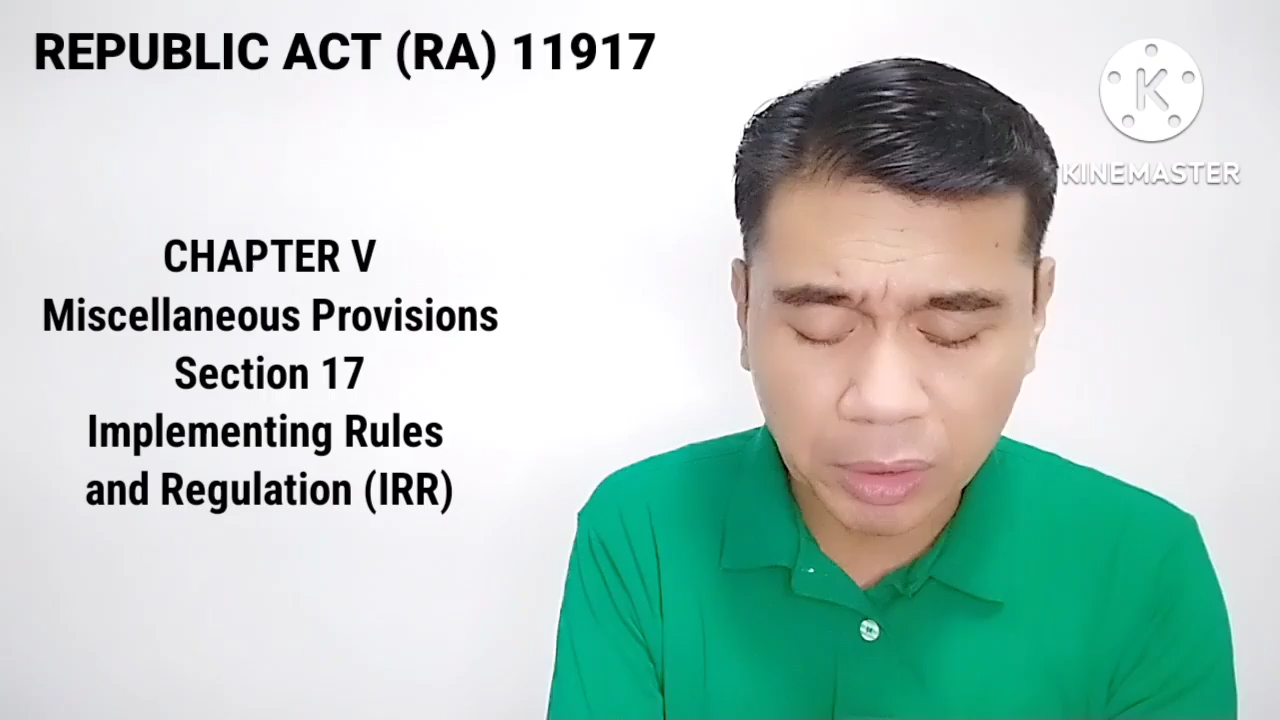 REPUBLIC ACT (RA) 11917
K
KINEMASTER
CHAPTER V
Miscellaneous Provisions
Section 17
Implementing Rules
and Regulation (IRR)